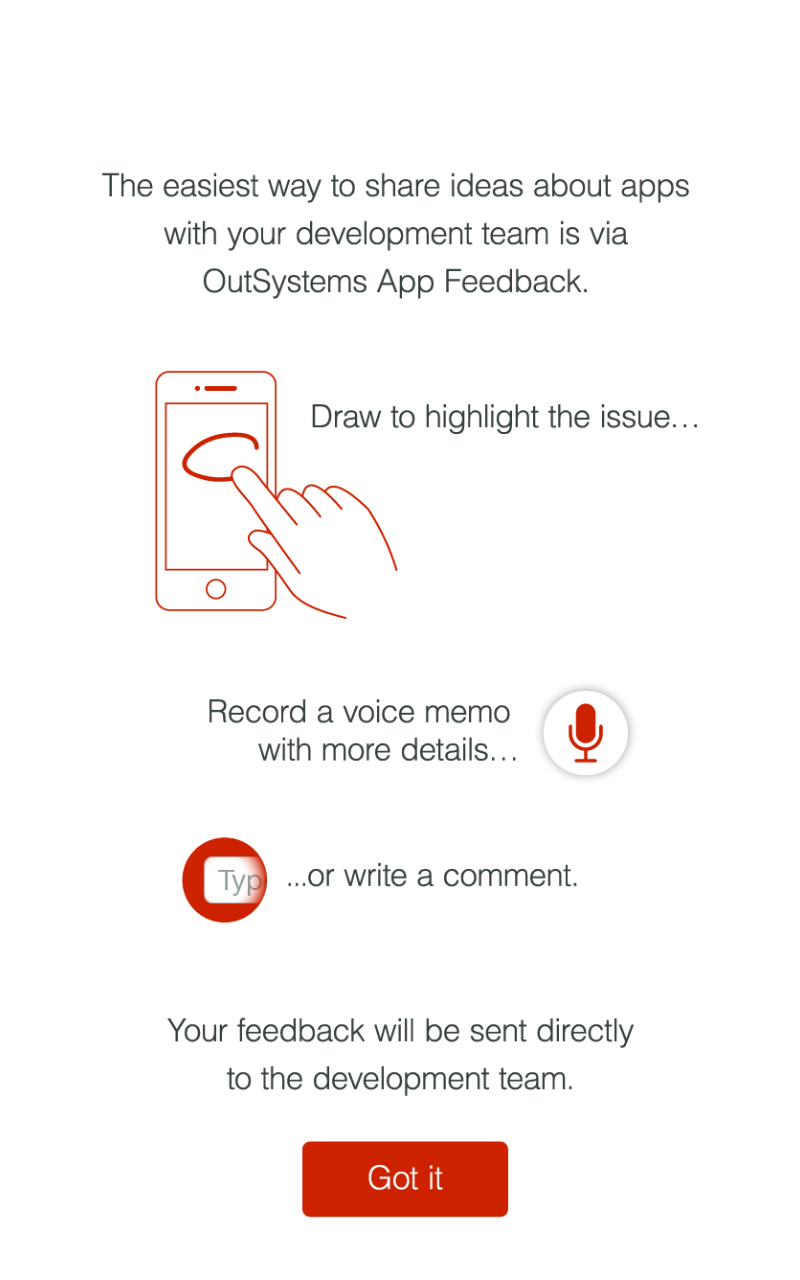 The easiest way to share ideas about apps
with your development team is via
OutSystems App Feedback.
Draw to highlight the issue…
Record a voice memo
with more details…
Typ
...or write a comment.
Your feedback will be sent directly
to the development team.
Got it